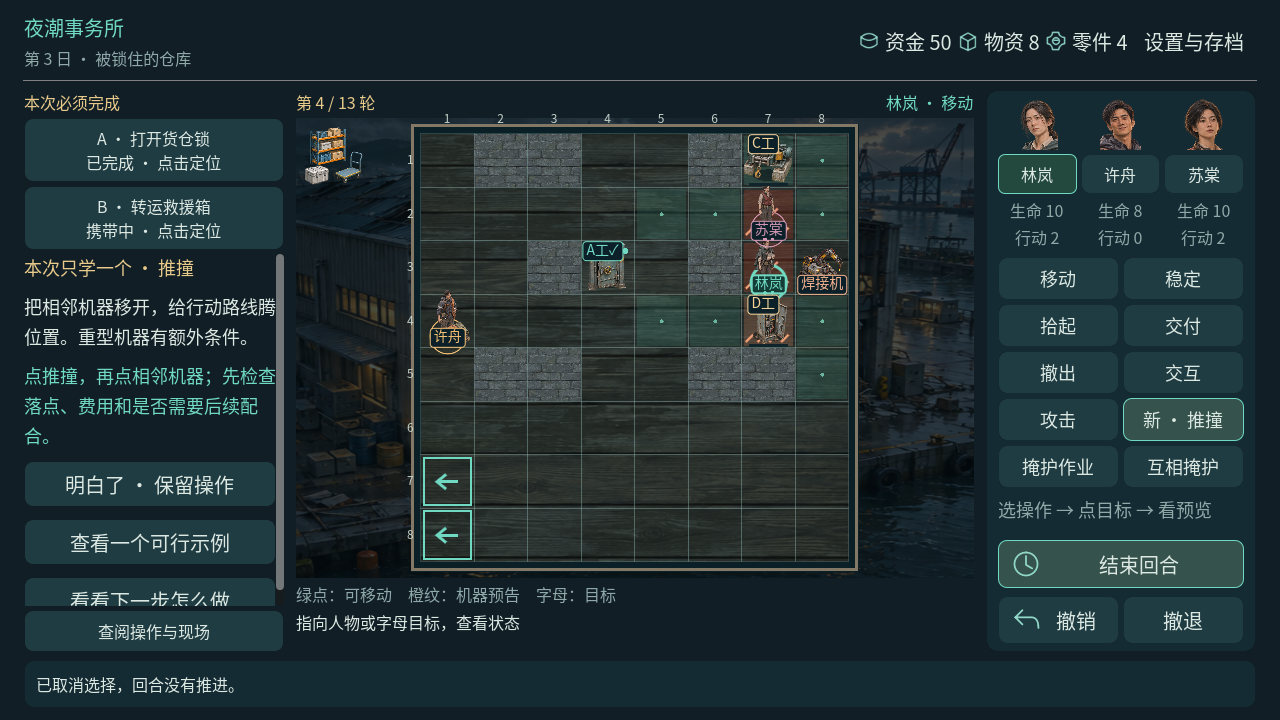 夜潮事务所
第 3 日 · 被锁住的仓库
资金 50 物资 8 零件 4 设置与存档
本次必须完成
A · 打开货仓锁
已完成 · 点击定位
B · 转运救援箱
携带中 · 点击定位
本次只学一个 · 推撞
把相邻机器移开，给行动路线腾
位置。重型机器有额外条件。
点推撞，再点相邻机器；先检查
落点、费用和是否需要后续配
合。
明白了 · 保留操作
查看一个可行示例
看看下一步怎么做
查阅操作与现场
第 4 / 13 轮
林岚 · 移动
1 2 3 4 5 6 7 8
1
2
3
4
5
6
7
8
C工
苏棠
A工✓
林岚
焊接机
D工
许舟
绿点：可移动 橙纹：机器预告 字母：目标
指向人物或字母目标，查看状态
林岚 许舟 苏棠
生命 10 生命 8 生命 10
行动 2 行动 0 行动 2
移动 稳定
拾起 交付
撤出 交互
攻击 新 · 推撞
掩护作业 互相掩护
选操作 → 点目标 → 看预览
结束回合
撤销 撤退
已取消选择，回合没有推进。